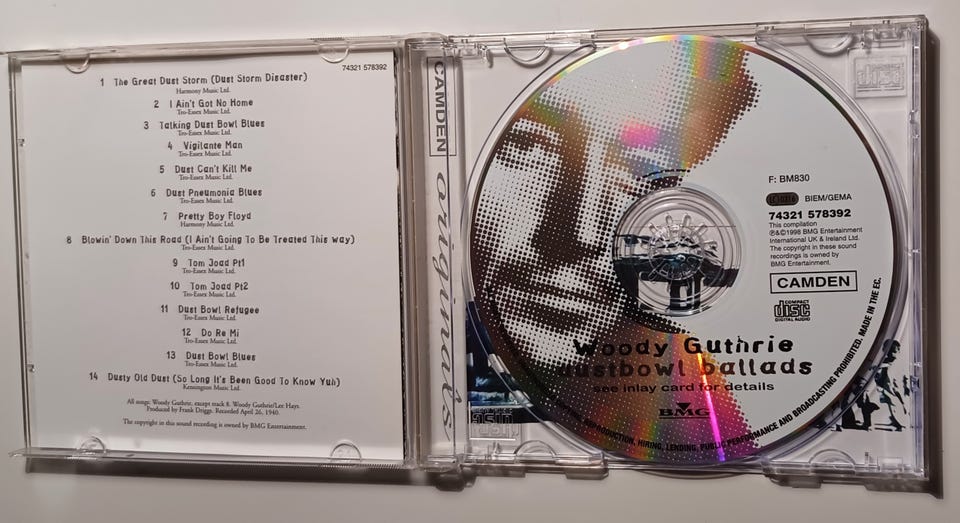 74321 578392
1 The Great Dust Storm (Dust Storm Disaster)
Harmony Music Ltd.
2 I Ain't Got No Home
Tro-Essex Music Ltd.
3 Talking Dust Bowl Blues
Tro-Essex Music Ltd.
4 Vigilante Man
Tro-Essex Music Ltd.
5 Dust Can't Kill Me
Tro-Essex Music Ltd.
6 Dust Pneumonia Blues
Tro-Essex Music Ltd.
7 Pretty Boy Floyd
Harmony Music Ltd.
8 Blowin' Down This Road (I Ain't Going To Be Treated This Way)
Tro-Essex Music Ltd.
9 Tom Joad Pt1
Tro-Essex Music Ltd.
10 Tom Joad Pt2
Tro-Essex Music Ltd.
11 Dust Bowl Refugee
Tro-Essex Music Ltd.
12 Do Re Mi
Tro-Essex Music Ltd.
13 Dust Bowl Blues
Tro-Essex Music Ltd.
14 Dusty Old Dust (So Long It's Been Good To Know Yuh)
Kensington Music Ltd.
All songs: Woody Guthrie, except track 8: Woody Guthrie/Lee Hays.
Produced by Frank Driggs. Recorded April 26, 1940.
The copyright in this sound recording is owned by BMG Entertainment.
CAMDEN originals
F: BM830
BIEM/GEMA
74321 578392
This compilation
℗&©1998 BMG Entertainment
International UK & Ireland Ltd.
The copyright in these sound
recordings is owned by
BMG Entertainment.
CAMDEN
COMPACT
disc
DIGITAL AUDIO
Woody Guthrie
dustbowl ballads
see inlay card for details
BMG
REPRODUCTION, HIRING, LENDING, PUBLIC PERFORMANCE AND BROADCASTING PROHIBITED. MADE IN THE EC.